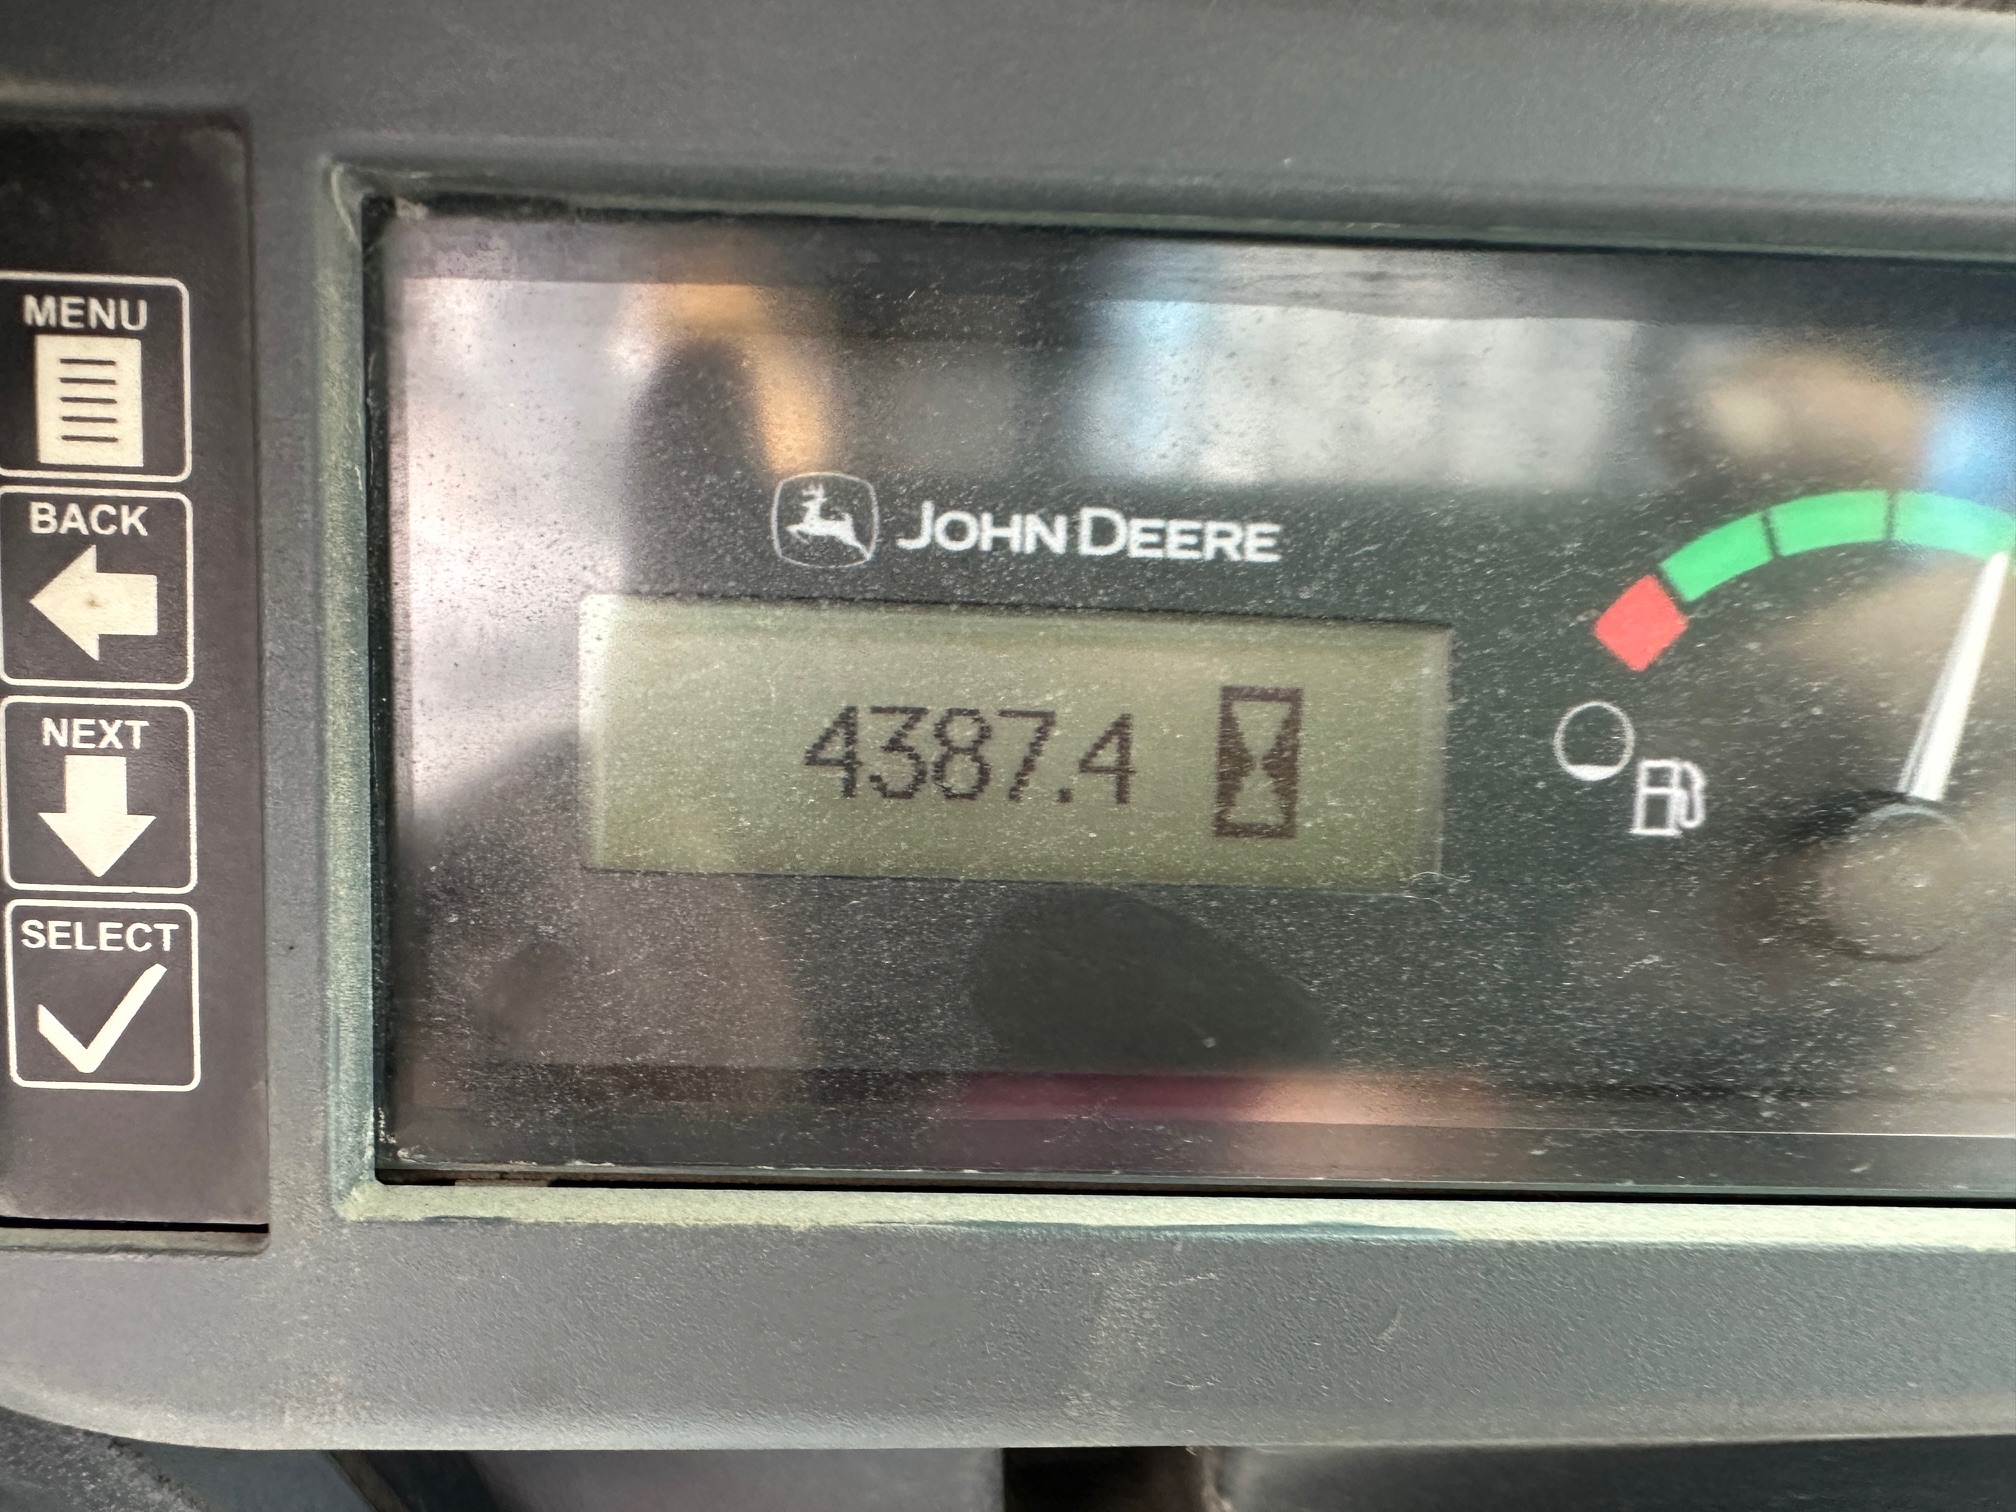 MENU
BACK
NEXT
SELECT
JOHN DEERE
4387.4